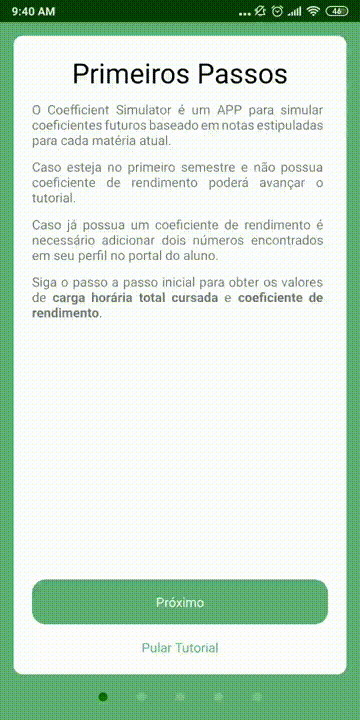 9:40 AM
46
Primeiros Passos
O Coefficient Simulator é um APP para simular
coeficientes futuros baseado em notas estipuladas
para cada matéria atual.
Caso esteja no primeiro semestre e não possua
coeficiente de rendimento poderá avançar o
tutorial.
Caso já possua um coeficiente de rendimento é
necessário adicionar dois números encontrados
em seu perfil no portal do aluno.
Siga o passo a passo inicial para obter os valores
de carga horária total cursada e coeficiente de
rendimento.
Próximo
Pular Tutorial